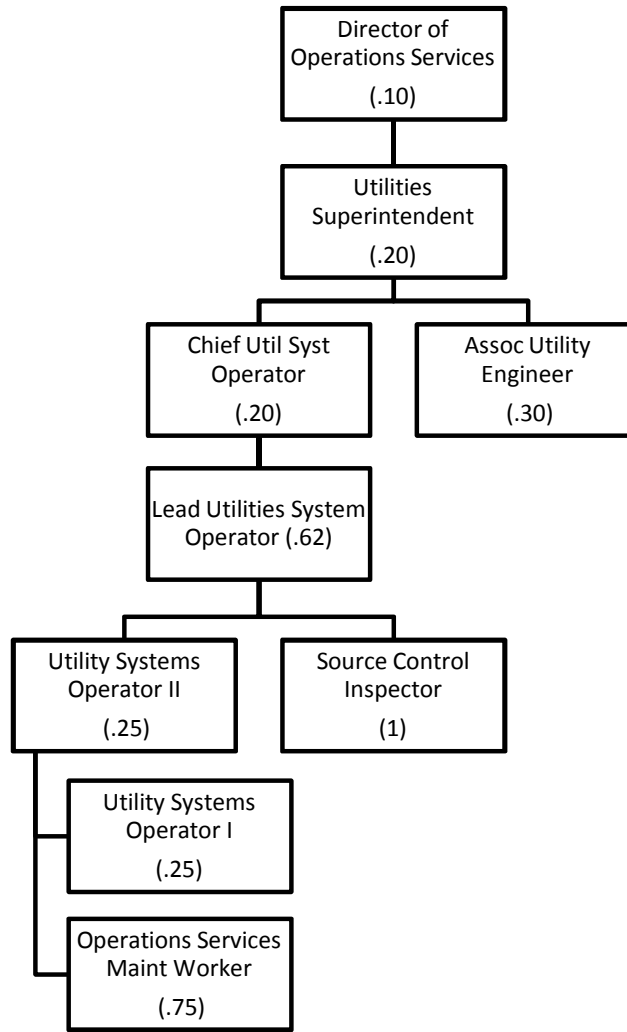 Director of
Operations Services
(.10)
Utilities
Superintendent
(.20)
Chief Util Syst
Operator
(.20)
Assoc Utility
Engineer
(.30)
Lead Utilities System
Operator (.62)
Utility Systems
Operator II
(.25)
Source Control
Inspector
(1)
Utility Systems
Operator I
(.25)
Operations Services
Maint Worker
(.75)